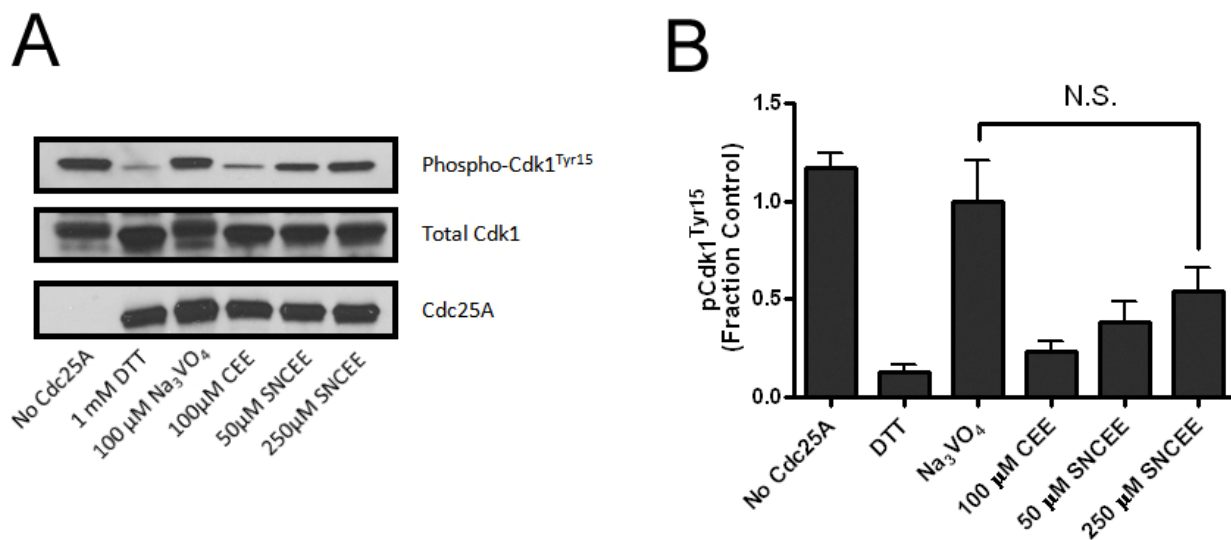 A
Phospho-Cdk1Tyr15
Total Cdk1
Cdc25A
No Cdc25A
1 mM DTT
100 µM Na₃VO₄
100µM CEE
50µM SNCEE
250µM SNCEE
B
N.S.
pCdk1Tyr15
(Fraction Control)
1.5
1.0
0.5
0.0
No Cdc25A
DTT
Na₃VO₄
100 µM CEE
50 µM SNCEE
250 µM SNCEE